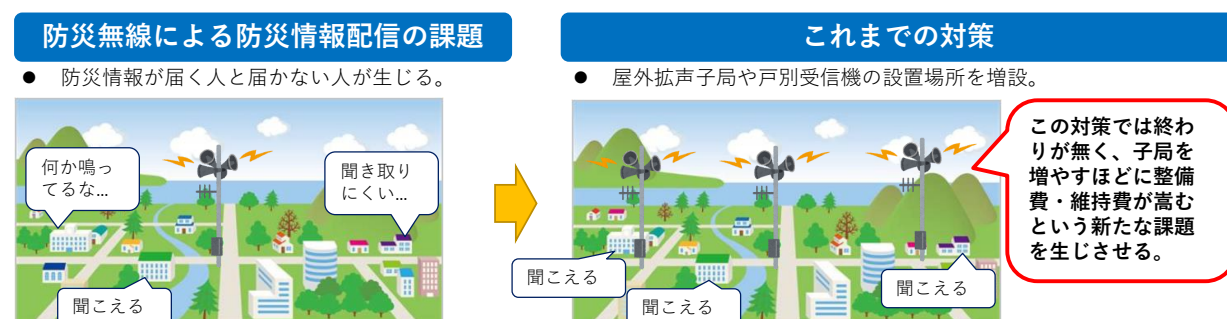 防災無線による防災情報配信の課題
● 防災情報が届く人と届かない人が生じる。
何か鳴っ
てるな…
聞き取り
にくい…
聞こえる
これまでの対策
● 屋外拡声子局や戸別受信機の設置場所を増設。
聞こえる
聞こえる
聞こえる
この対策では終わ
りが無く、子局を
増やすほどに整備
費・維持費が嵩む
という新たな課題
を生じさせる。